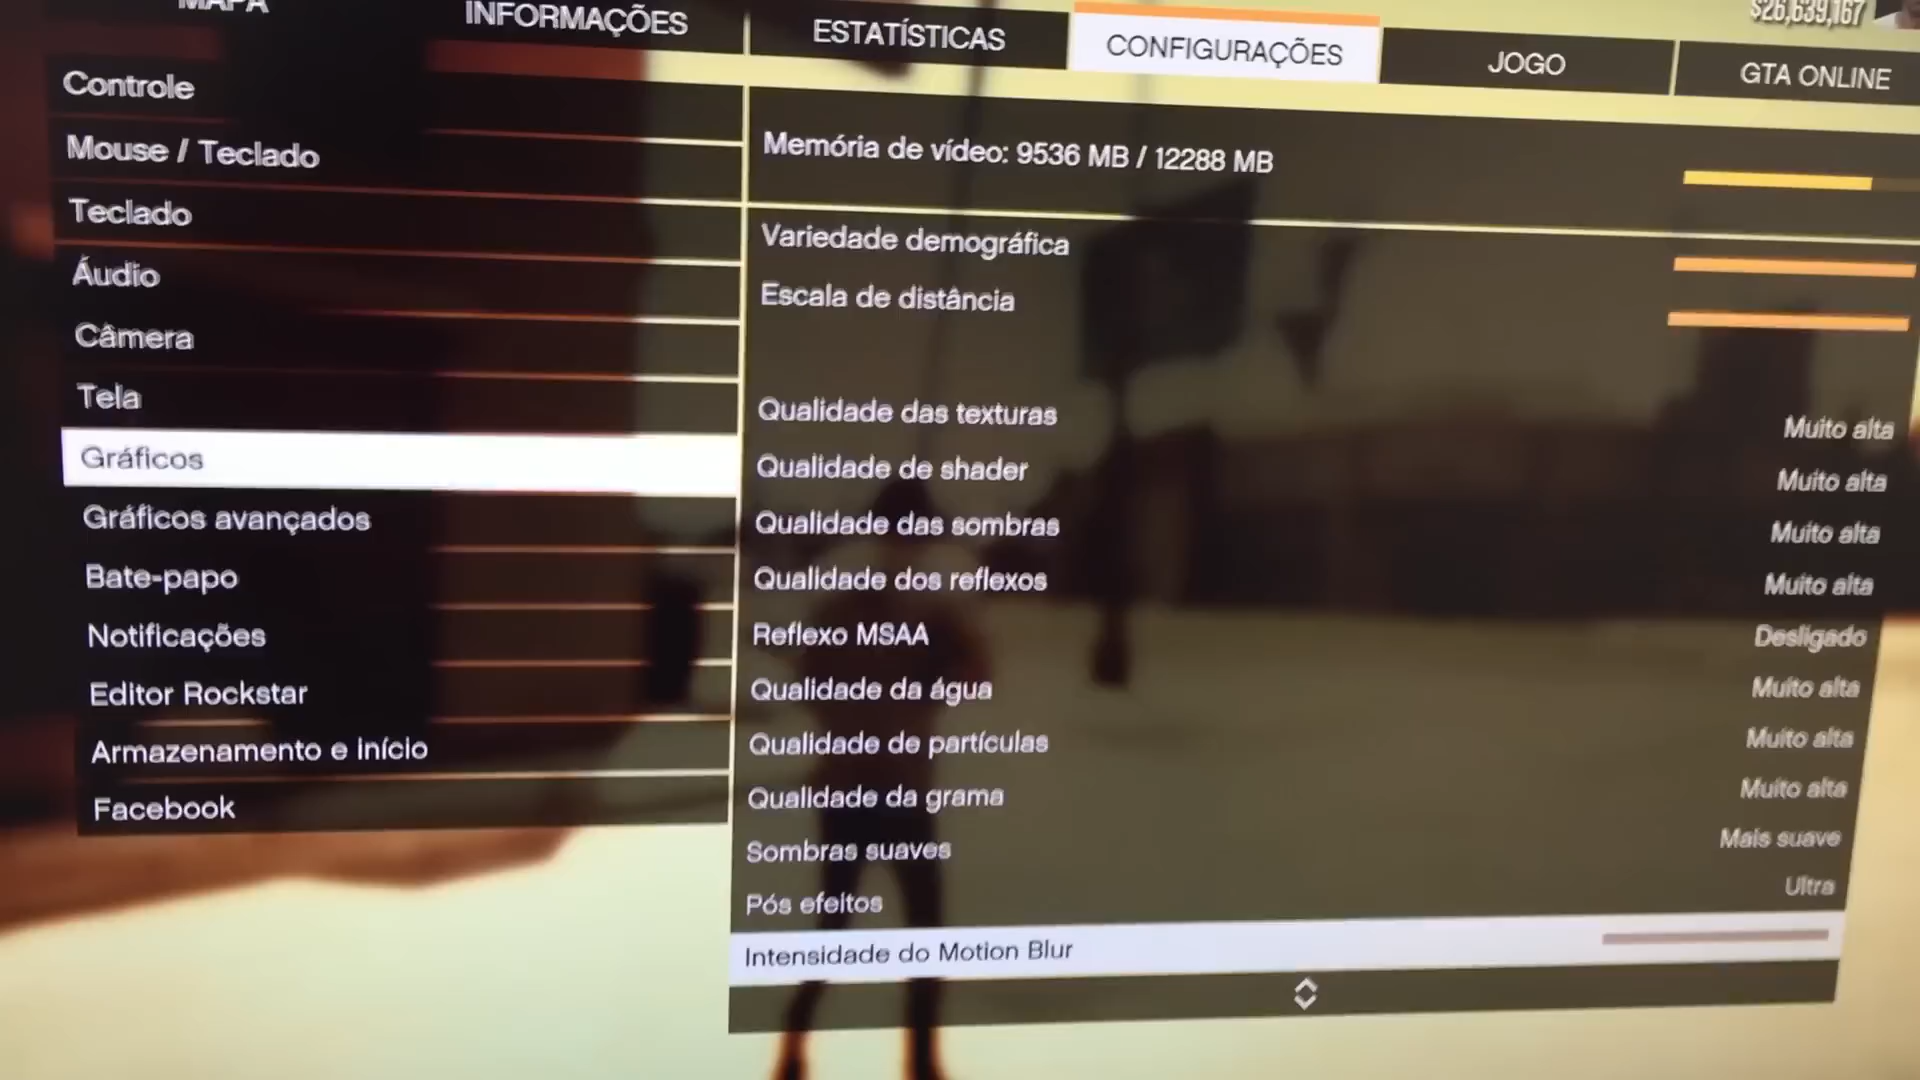 MAPA
INFORMAÇÕES
ESTATÍSTICAS
CONFIGURAÇÕES
JOGO
GTA ONLINE
$26,639,167
Controle
Mouse / Teclado
Teclado
Áudio
Câmera
Tela
Gráficos
Gráficos avançados
Bate-papo
Notificações
Editor Rockstar
Armazenamento e início
Facebook
Memória de vídeo: 9536 MB / 12288 MB
Variedade demográfica
Escala de distância
Qualidade das texturas Muito alta
Qualidade de shader Muito alta
Qualidade das sombras Muito alta
Qualidade dos reflexos Muito alta
Reflexo MSAA Desligado
Qualidade da água Muito alta
Qualidade de partículas Muito alta
Qualidade da grama Muito alta
Sombras suaves Mais suave
Pós efeitos Ultra
Intensidade do Motion Blur